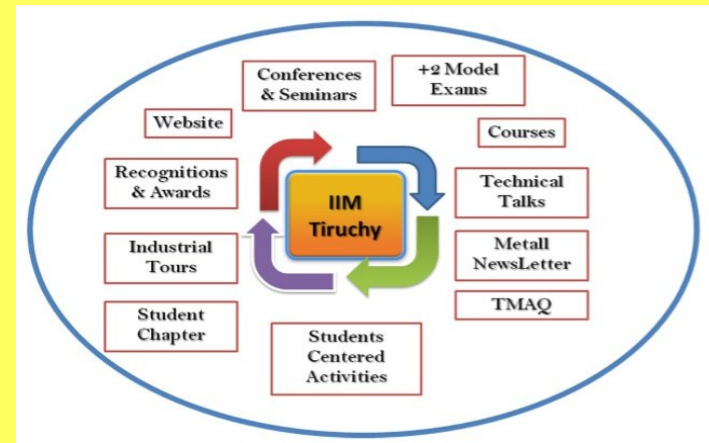 Conferences
& Seminars
+2 Model
Exams
Website
Courses
Recognitions
& Awards
Technical
Talks
IIM
Tiruchy
Industrial
Tours
Metall
NewsLetter
Student
Chapter
TMAQ
Students
Centered
Activities